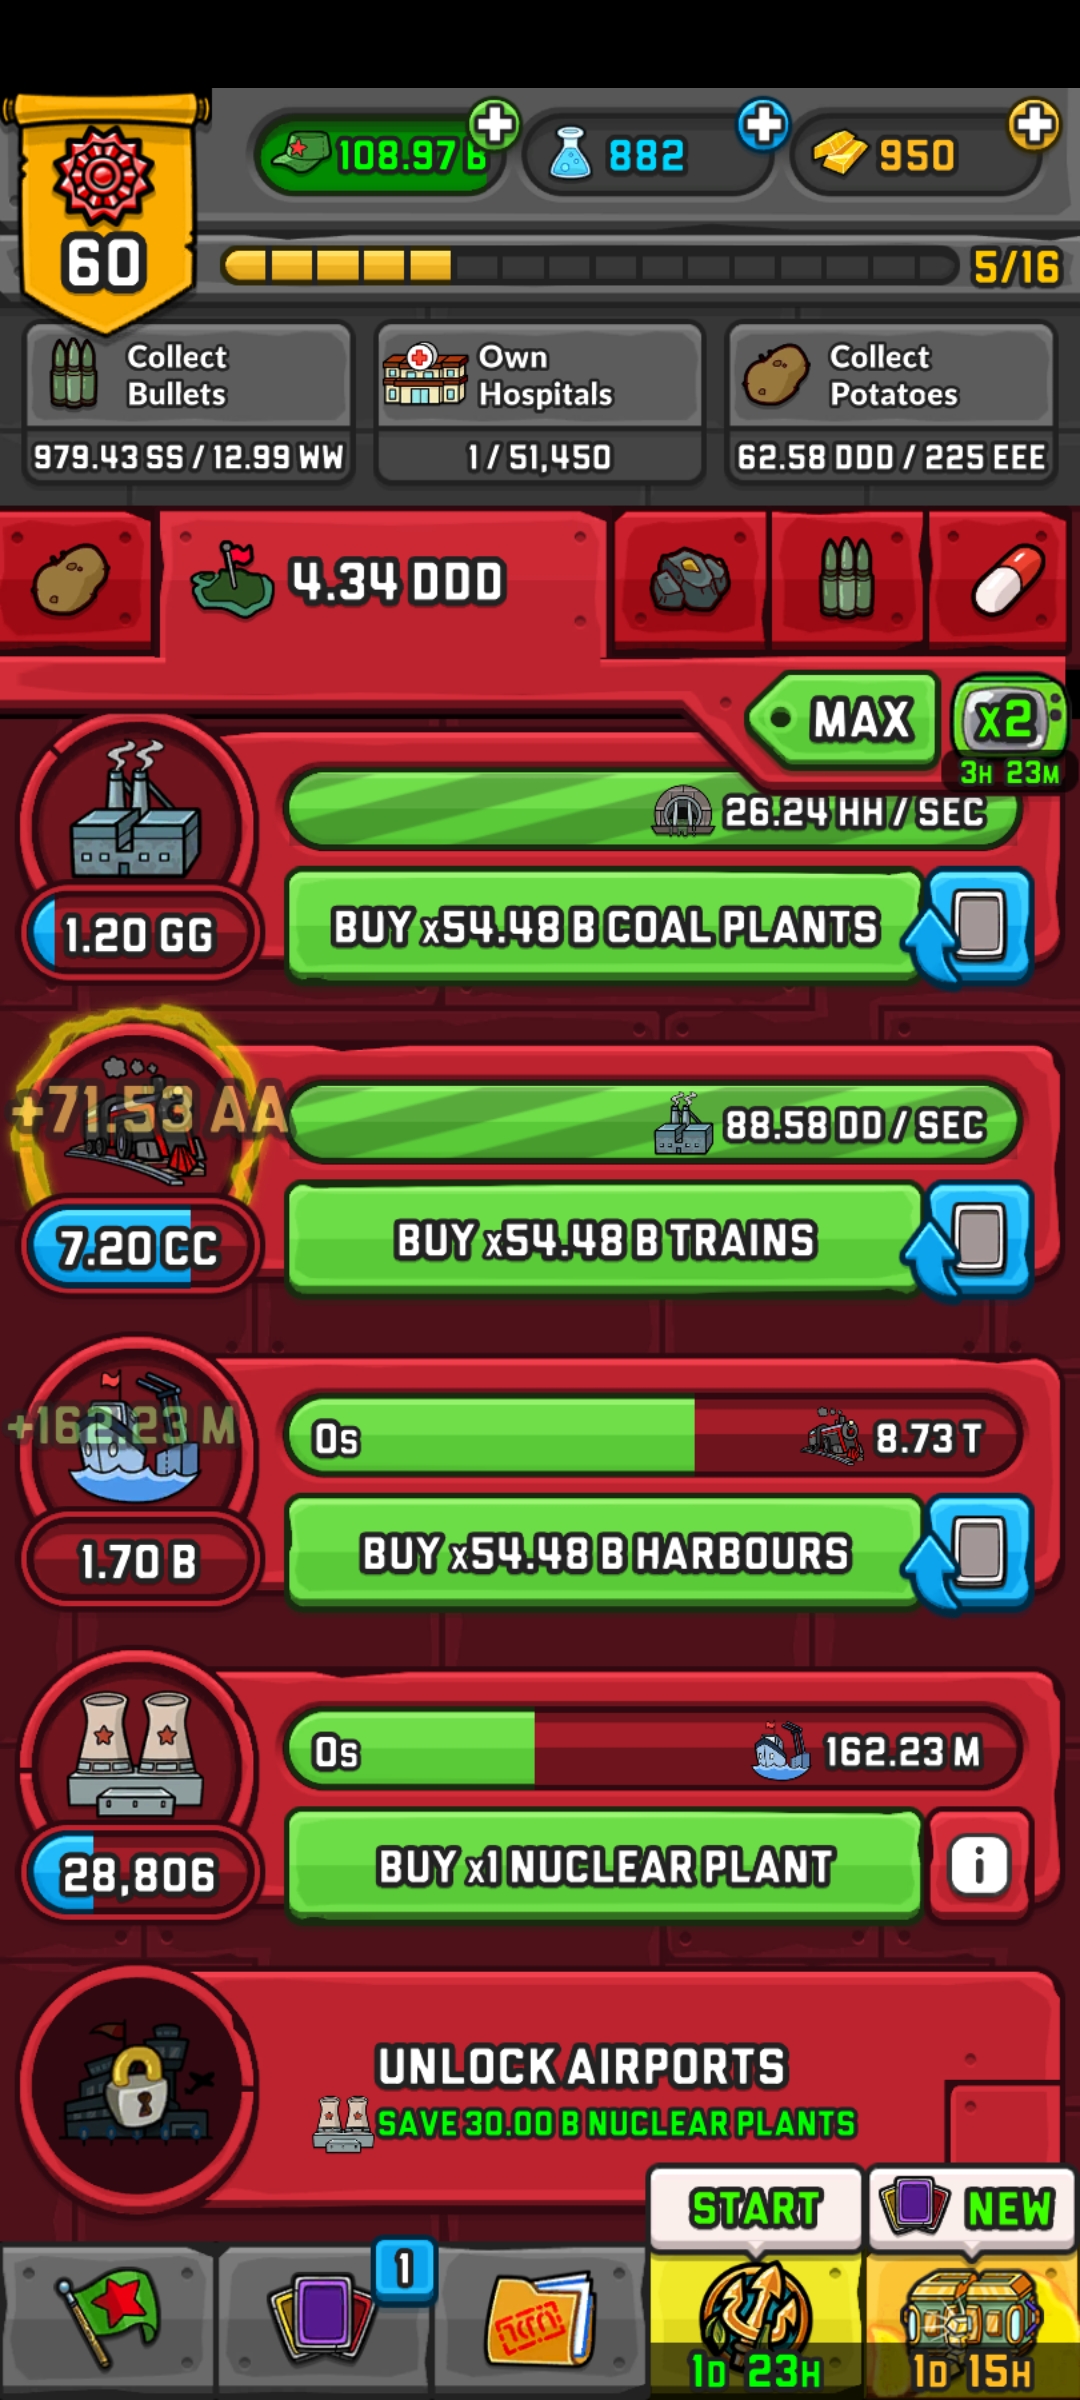 108.97 B
882
950
60
5/16
Collect
Bullets
979.43 SS / 12.99 WW
Own
Hospitals
1 / 51,450
Collect
Potatoes
62.58 DDD / 225 EEE
4.34 DDD
MAX
x2
3H 23M
26.24 HH / SEC
1.20 GG
BUY x54.48 B COAL PLANTS
+71.53 AA
88.58 DD / SEC
7.20 CC
BUY x54.48 B TRAINS
+162.23 M
0s
8.73 T
1.70 B
BUY x54.48 B HARBOURS
0s
162.23 M
28,806
BUY x1 NUCLEAR PLANT
i
UNLOCK AIRPORTS
SAVE 30.00 B NUCLEAR PLANTS
START
NEW
1
1D 23H
1D 15H